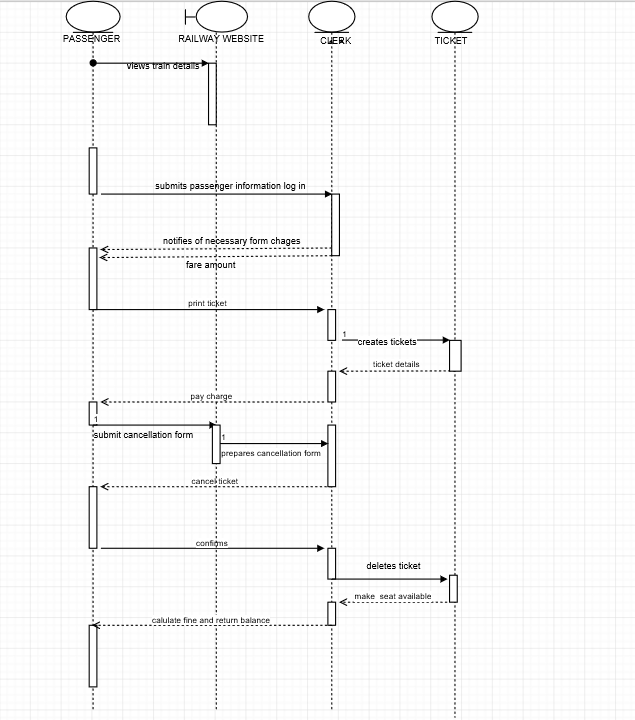 PASSENGER
RAILWAY WEBSITE
CLERK
TICKET
views train details
submits passenger information log in
notifies of necessary form chages
fare amount
print ticket
1
creates tickets
ticket details
pay charge
1
submit cancellation form
1
prepares cancellation form
cancel ticket
confirms
deletes ticket
make seat available
calulate fine and return balance